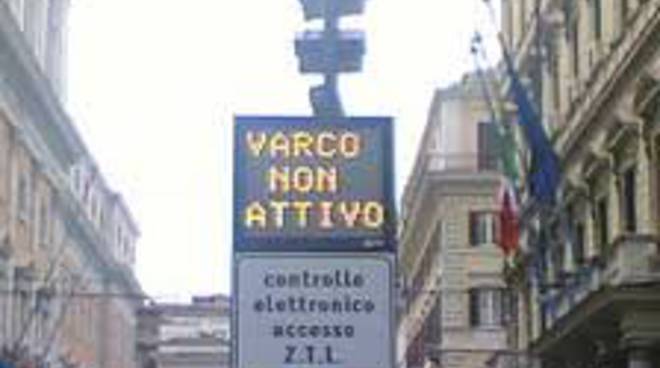 VARCO
NON
ATTIVO
controllo
elettronico
accesso
Z.T.L.